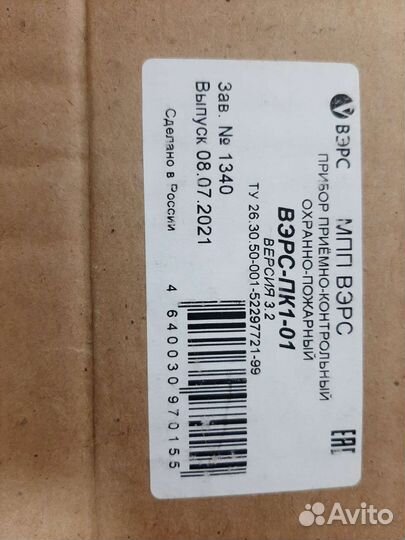 ВЭРС
МПП ВЭРС
ПРИБОР ПРИЁМНО-КОНТРОЛЬНЫЙ
ОХРАННО-ПОЖАРНЫЙ
ВЭРС-ПК1-01
ВЕРСИЯ 3.2
ТУ 26.30.50-001-52297721-99
Зав. № 1340
Выпуск 08.07.2021
Сделано в России
4 640030 970155
EAC
Avito